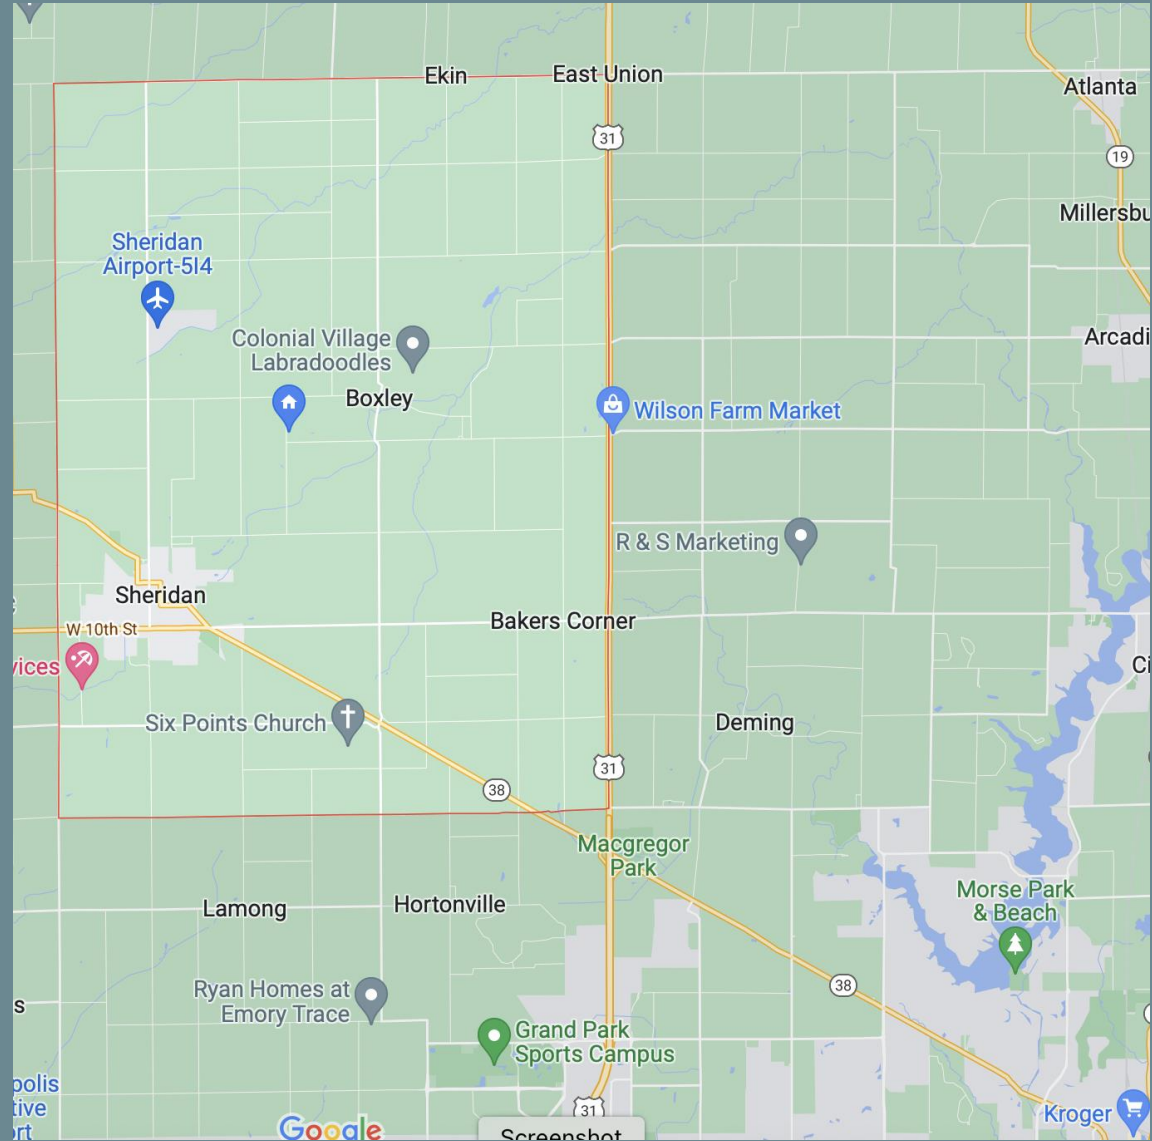 Ekin
East Union
Atlanta
31
19
Millersbu
Sheridan
Airport-5I4
Colonial Village
Labradoodles
Arcadi
Boxley
Wilson Farm Market
R & S Marketing
Sheridan
Bakers Corner
W 10th St
vices
Ci
Six Points Church
Deming
31
38
Macgregor
Park
Morse Park
& Beach
Lamong
Hortonville
38
Ryan Homes at
Emory Trace
s
Grand Park
Sports Campus
polis
tive
ort
31
Kroger
Google
Screenshot